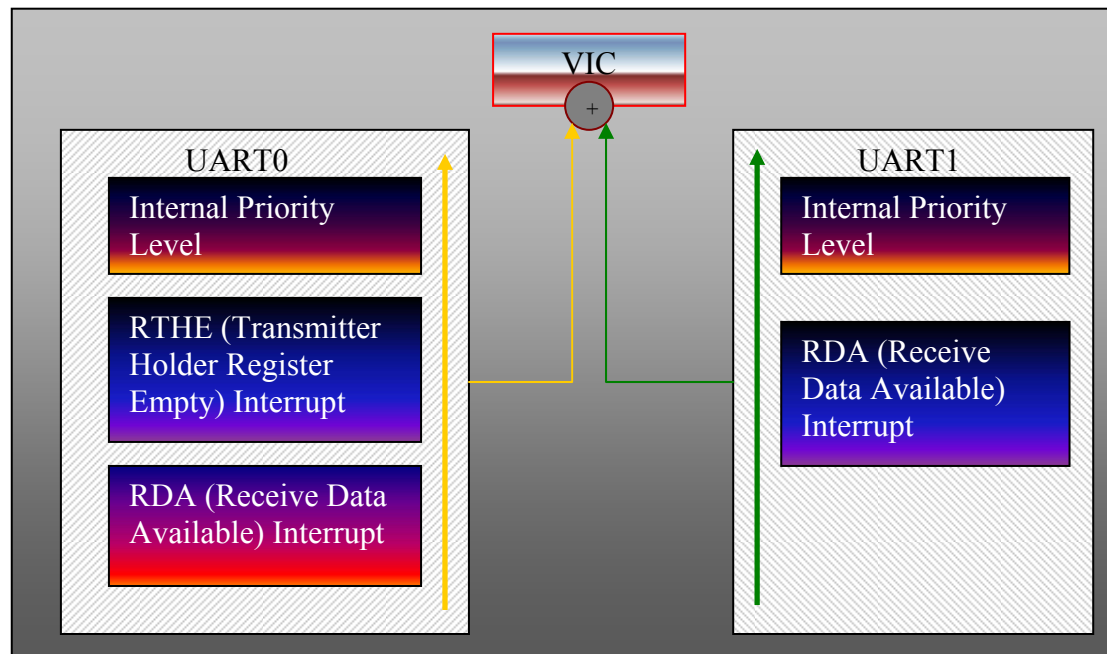 VIC
+
UART0
Internal Priority
Level
RTHE (Transmitter
Holder Register
Empty) Interrupt
RDA (Receive Data
Available) Interrupt
UART1
Internal Priority
Level
RDA (Receive
Data Available)
Interrupt